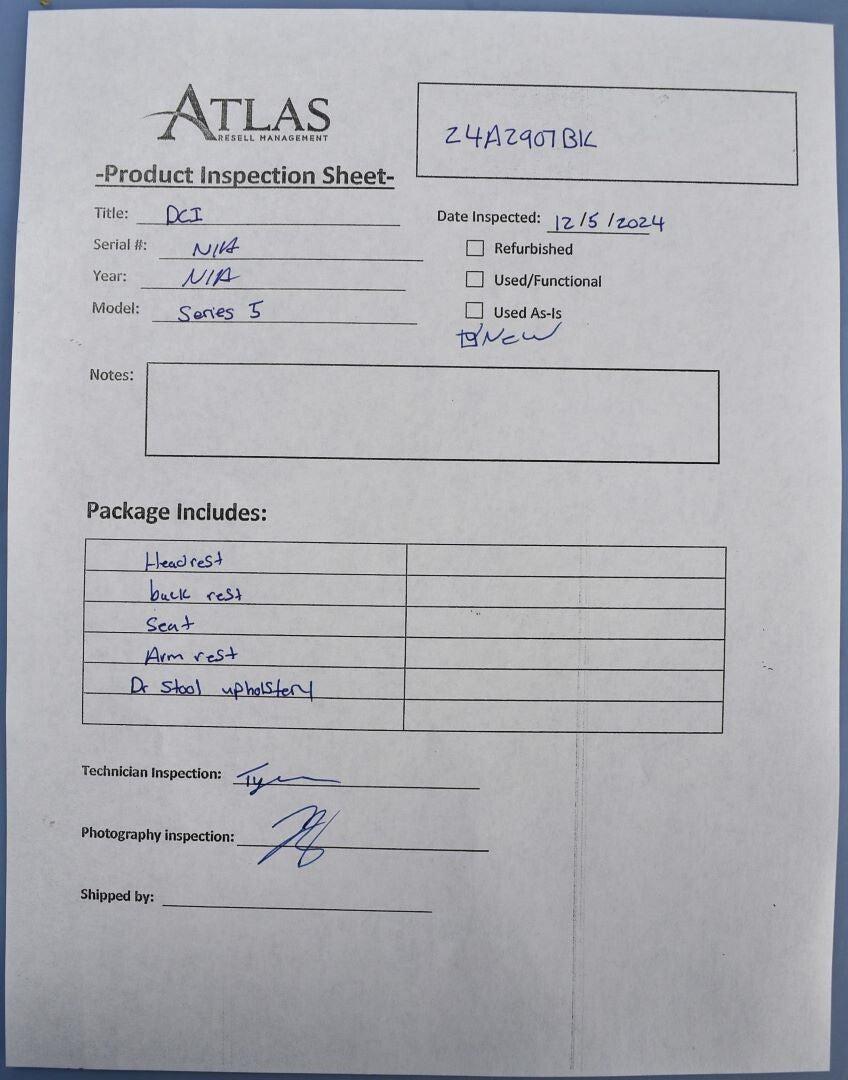 ATLAS
RESELL MANAGEMENT
24A2907BK
-Product Inspection Sheet-
Title: DCI
Date Inspected: 12/5/2024
Serial #: N/A
Refurbished
Year: N/A
Used/Functional
Model: Series 5
Used As-Is
New
Notes:
Package Includes:
Headrest
back rest
Seat
Arm rest
Dr Stool upholstery
Technician Inspection:
Photography inspection:
Shipped by: